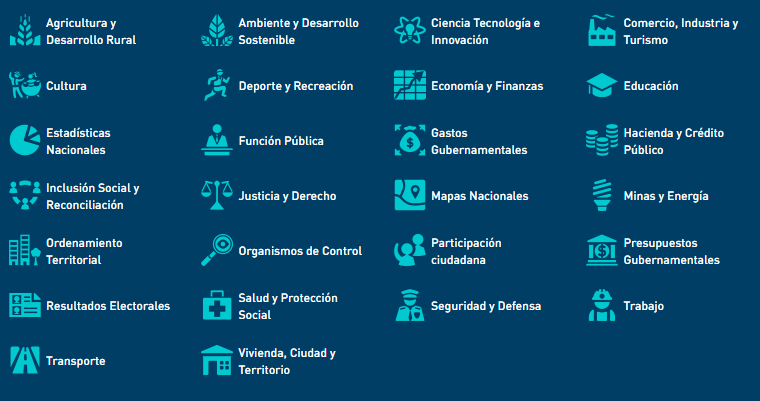 Agricultura y
Desarrollo Rural
Ambiente y Desarrollo
Sostenible
Ciencia Tecnología e
Innovación
Comercio, Industria y
Turismo
Cultura
Deporte y Recreación
Economía y Finanzas
Educación
Estadísticas
Nacionales
Función Pública
Gastos
Gubernamentales
Hacienda y Crédito
Público
Inclusión Social y
Reconciliación
Justicia y Derecho
Mapas Nacionales
Minas y Energía
Ordenamiento
Territorial
Organismos de Control
Participación
ciudadana
Presupuestos
Gubernamentales
Resultados Electorales
Salud y Protección
Social
Seguridad y Defensa
Trabajo
Transporte
Vivienda, Ciudad y
Territorio